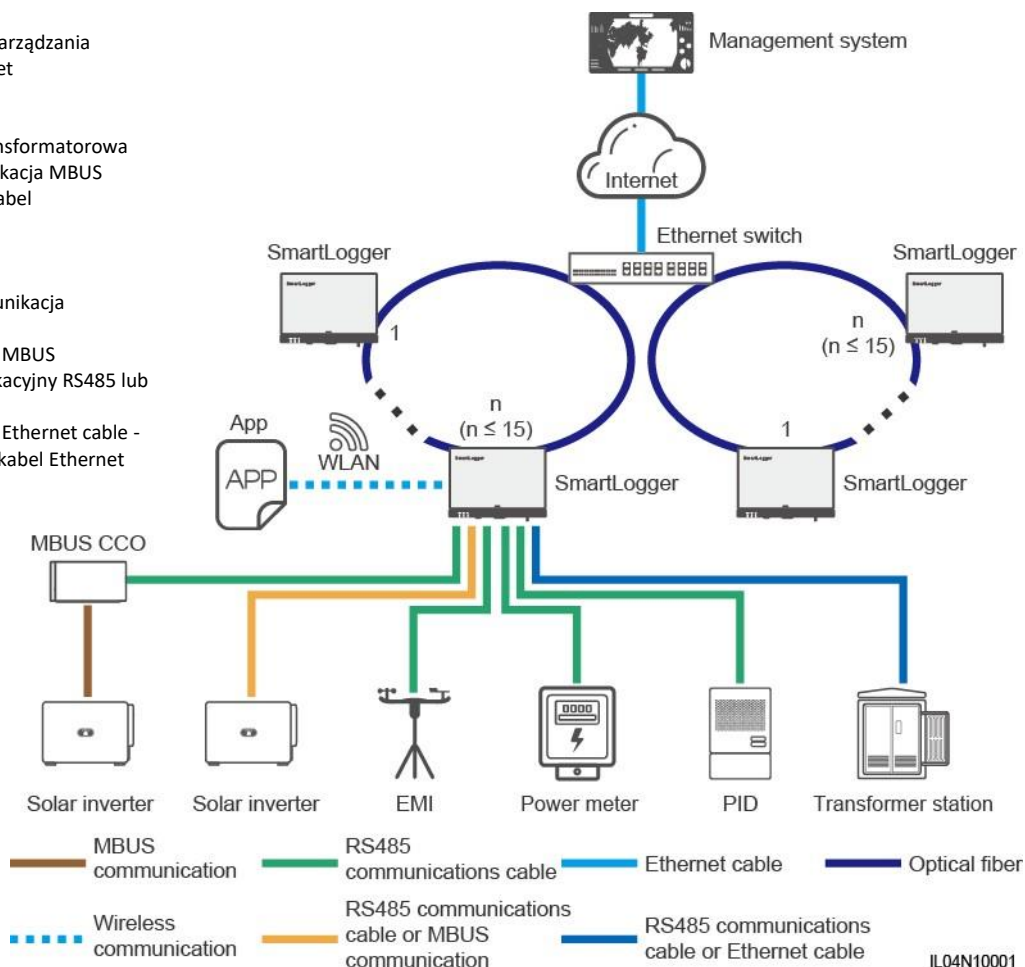 arządzania
et
nsformatorowa
kacja MBUS
abel
unikacja
MBUS
kacyjny RS485 lub
Ethernet cable -
kabel Ethernet
Management system
Internet
Ethernet switch
SmartLogger
SmartLogger
1
n
(n ≤ 15)
n
(n ≤ 15)
1
App
APP
WLAN
SmartLogger
SmartLogger
MBUS CCO
Solar inverter
Solar inverter
EMI
Power meter
PID
Transformer station
MBUS
communication
RS485
communications cable
Ethernet cable
Optical fiber
Wireless
communication
RS485 communications
cable or MBUS
communication
RS485 communications
cable or Ethernet cable
IL04N10001